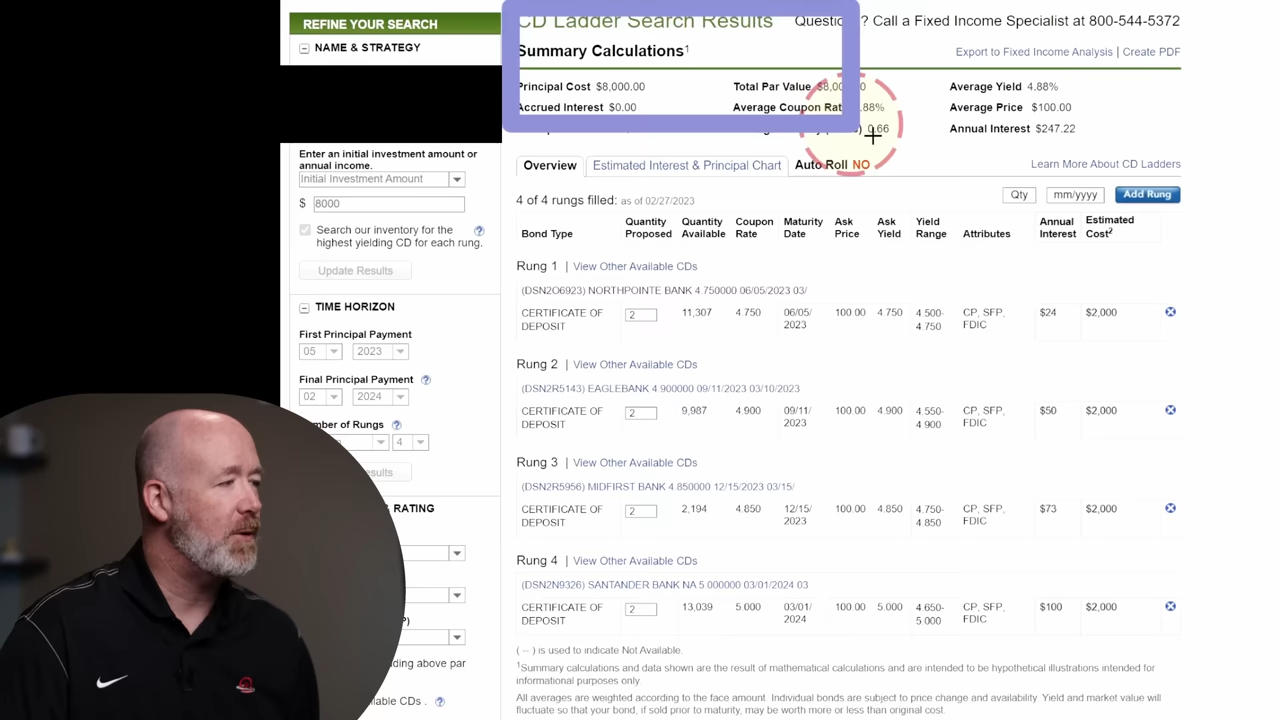 REFINE YOUR SEARCH
NAME & STRATEGY
Enter an initial investment amount or
annual income.
Initial Investment Amount
$ 8000
Search our inventory for the
highest yielding CD for each rung.
Update Results
TIME HORIZON
First Principal Payment
05 2023
Final Principal Payment
02 2024
of Rungs
4
& RATING
above par
CDs .
CD Ladder Search Results
? Call a Fixed Income Specialist at 800-544-5372
Summary Calculations1
Export to Fixed Income Analysis | Create PDF
Principal Cost $8,000.00 Total Par Value Average Yield 4.88%
Accrued Interest $0.00 Average Coupon Average Price $100.00
0.66 Annual Interest $247.22
Overview Estimated Interest & Principal Chart Auto Roll NO Learn More About CD Ladders
4 of 4 rungs filled: as of 02/27/2023 Qty mm/yyyy Add Rung
Bond Type Quantity Proposed Quantity Available Coupon Rate Maturity Date Ask Price Ask Yield Yield Range Attributes Annual Interest Estimated Cost2
Rung 1 | View Other Available CDs
(DSN2O6923) NORTHPOINTE BANK 4.750000 06/05/2023 03/
CERTIFICATE OF DEPOSIT 2 11,307 4.750 06/05/2023 100.00 4.750 4.500-4.750 CP, SFP, FDIC $24 $2,000
Rung 2 | View Other Available CDs
(DSN2R5143) EAGLEBANK 4.900000 09/11/2023 03/10/2023
CERTIFICATE OF DEPOSIT 2 9,987 4.900 09/11/2023 100.00 4.900 4.550-4.900 CP, SFP, FDIC $50 $2,000
Rung 3 | View Other Available CDs
(DSN2R5956) MIDFIRST BANK 4.850000 12/15/2023 03/15/
CERTIFICATE OF DEPOSIT 2 2,194 4.850 12/15/2023 100.00 4.850 4.750-4.850 CP, SFP, FDIC $73 $2,000
Rung 4 | View Other Available CDs
(DSN2N9326) SANTANDER BANK NA 5.000000 03/01/2024 03
CERTIFICATE OF DEPOSIT 2 13,039 5.000 03/01/2024 100.00 5.000 4.650-5.000 CP, SFP, FDIC $100 $2,000
( -- ) is used to indicate Not Available.
1Summary calculations and data shown are the result of mathematical calculations and are intended to be hypothetical illustrations intended for
informational purposes only.
All averages are weighted according to the face amount. Individual bonds are subject to price change and availability. Yield and market value will
fluctuate so that your bond, if sold prior to maturity, may be worth more or less than original cost.